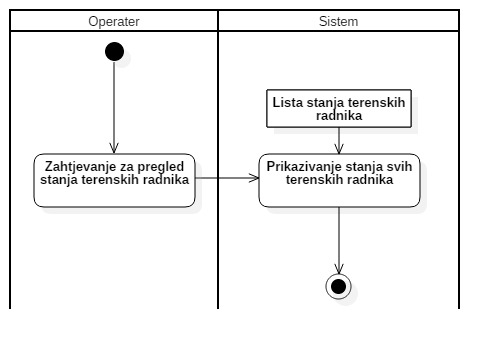 Operater
Sistem
Lista stanja terenskih
radnika
Zahtjevanje za pregled
stanja terenskih radnika
Prikazivanje stanja svih
terenskih radnika